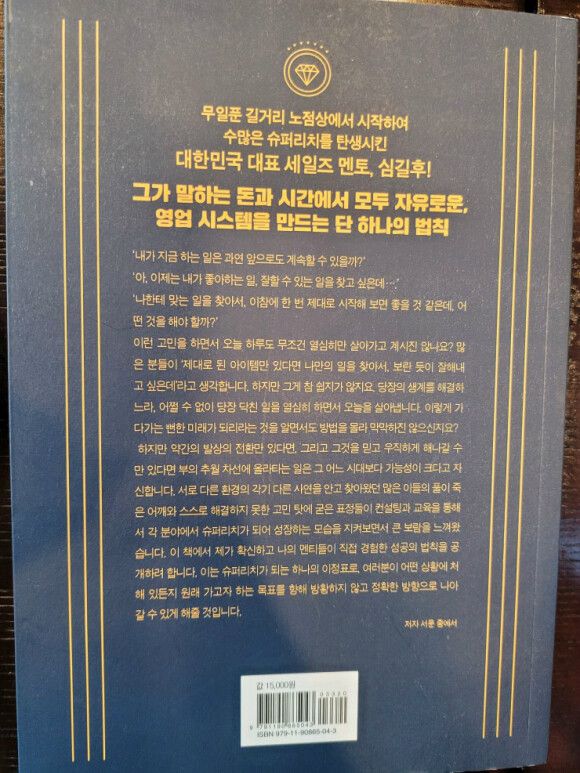 무일푼 길거리 노점상에서 시작하여
수많은 슈퍼리치를 탄생시킨
대한민국 대표 세일즈 멘토, 심길후!
그가 말하는 돈과 시간에서 모두 자유로운,
영업 시스템을 만드는 단 하나의 법칙
‘내가 지금 하는 일은 과연 앞으로도 계속할 수 있을까?’
‘아, 이제는 내가 좋아하는 일, 잘할 수 있는 일을 찾고 싶은데….’
‘나한테 맞는 일을 찾아서, 이참에 한 번 제대로 시작해 보면 좋을 것 같은데, 어
떤 것을 해야 할까?’
이런 고민을 하면서 오늘 하루도 무조건 열심히만 살아가고 계시진 않나요? 많
은 분들이 ‘제대로 된 아이템만 있다면 나만의 일을 찾아서, 보란 듯이 잘해내
고 싶은데’라고 생각합니다. 하지만 그게 참 쉽지가 않지요. 당장의 생계를 해결하
느라, 어쩔 수 없이 당장 닥친 일을 열심히 하면서 오늘을 살아냅니다. 이렇게 가
다가는 뻔한 미래가 되리라는 것을 알면서도 방법을 몰라 막막하진 않으신지요?
하지만 약간의 발상의 전환만 있다면, 그리고 그것을 믿고 우직하게 해나갈 수
만 있다면 부의 추월 차선에 올라타는 일은 그 어느 시대보다 가능성이 크다고 자
신합니다. 서로 다른 환경의 각기 다른 사연을 안고 찾아왔던 많은 이들의 풀이 죽
은 어깨와 스스로 해결하지 못한 고민 탓에 굳은 표정들이 컨설팅과 교육을 통해
서 각 분야에서 슈퍼리치가 되어 성장하는 모습을 지켜보면서 큰 보람을 느껴왔
습니다. 이 책에서 제가 확신하고 나의 멘티들이 직접 경험한 성공의 법칙을 공
개하려 합니다. 이는 슈퍼리치가 되는 하나의 이정표로, 여러분이 어떤 상황에 처
해 있든지 원래 가고자 하는 목표를 향해 방황하지 않고 정확한 방향으로 나아
갈 수 있게 해줄 것입니다.
저자 서문 중에서
값 15,000원
03320
9 791190 865043
ISBN 979-11-90865-04-3